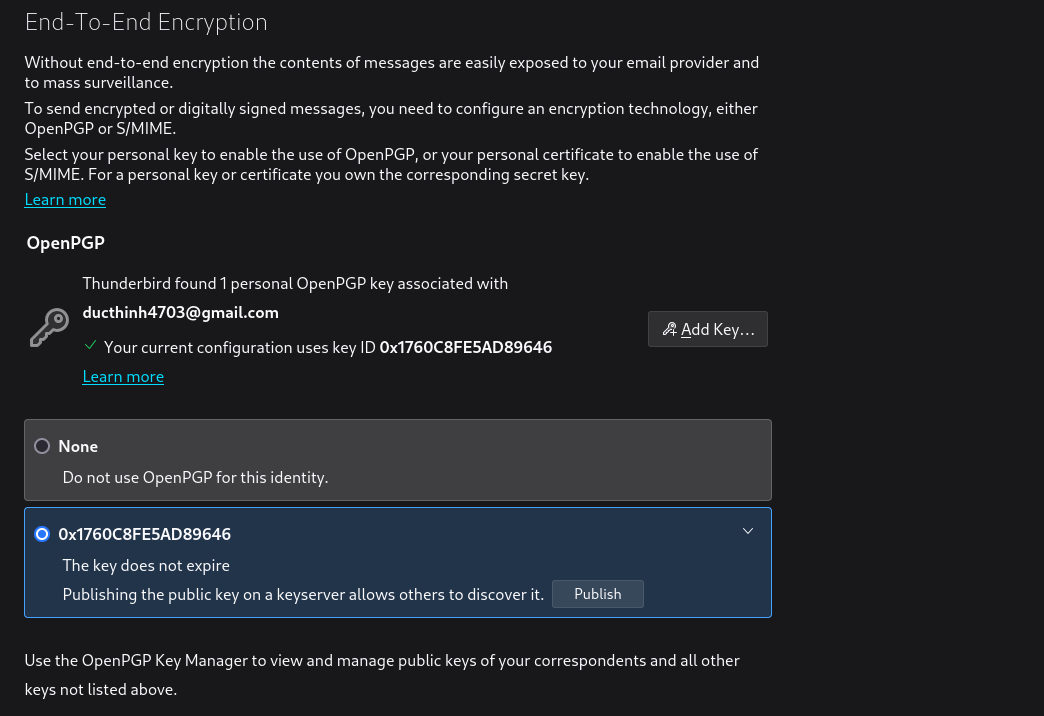 End-To-End Encryption
Without end-to-end encryption the contents of messages are easily exposed to your email provider and
to mass surveillance.
To send encrypted or digitally signed messages, you need to configure an encryption technology, either
OpenPGP or S/MIME.
Select your personal key to enable the use of OpenPGP, or your personal certificate to enable the use of
S/MIME. For a personal key or certificate you own the corresponding secret key.
Learn more
OpenPGP
Thunderbird found 1 personal OpenPGP key associated with
ducthinh4703@gmail.com
Your current configuration uses key ID 0x1760C8FE5AD89646
Add Key…
Learn more
None
Do not use OpenPGP for this identity.
0x1760C8FE5AD89646
The key does not expire
Publishing the public key on a keyserver allows others to discover it. Publish
Use the OpenPGP Key Manager to view and manage public keys of your correspondents and all other
keys not listed above.